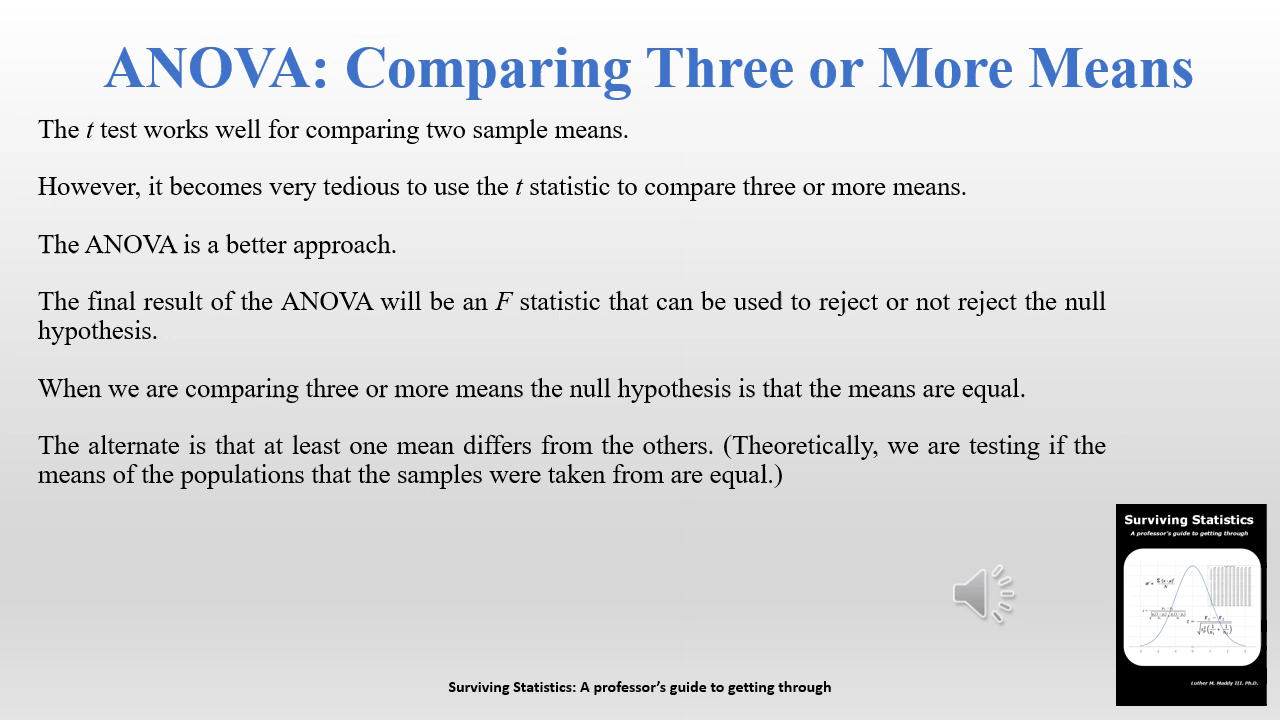 ANOVA: Comparing Three or More Means
The t test works well for comparing two sample means.
However, it becomes very tedious to use the t statistic to compare three or more means.
The ANOVA is a better approach.
The final result of the ANOVA will be an F statistic that can be used to reject or not reject the null
hypothesis.
When we are comparing three or more means the null hypothesis is that the means are equal.
The alternate is that at least one mean differs from the others. (Theoretically, we are testing if the
means of the populations that the samples were taken from are equal.)
Surviving Statistics
A professor's guide to getting through
Luther M. Maddy III, Ph.D.
Surviving Statistics: A professor’s guide to getting through